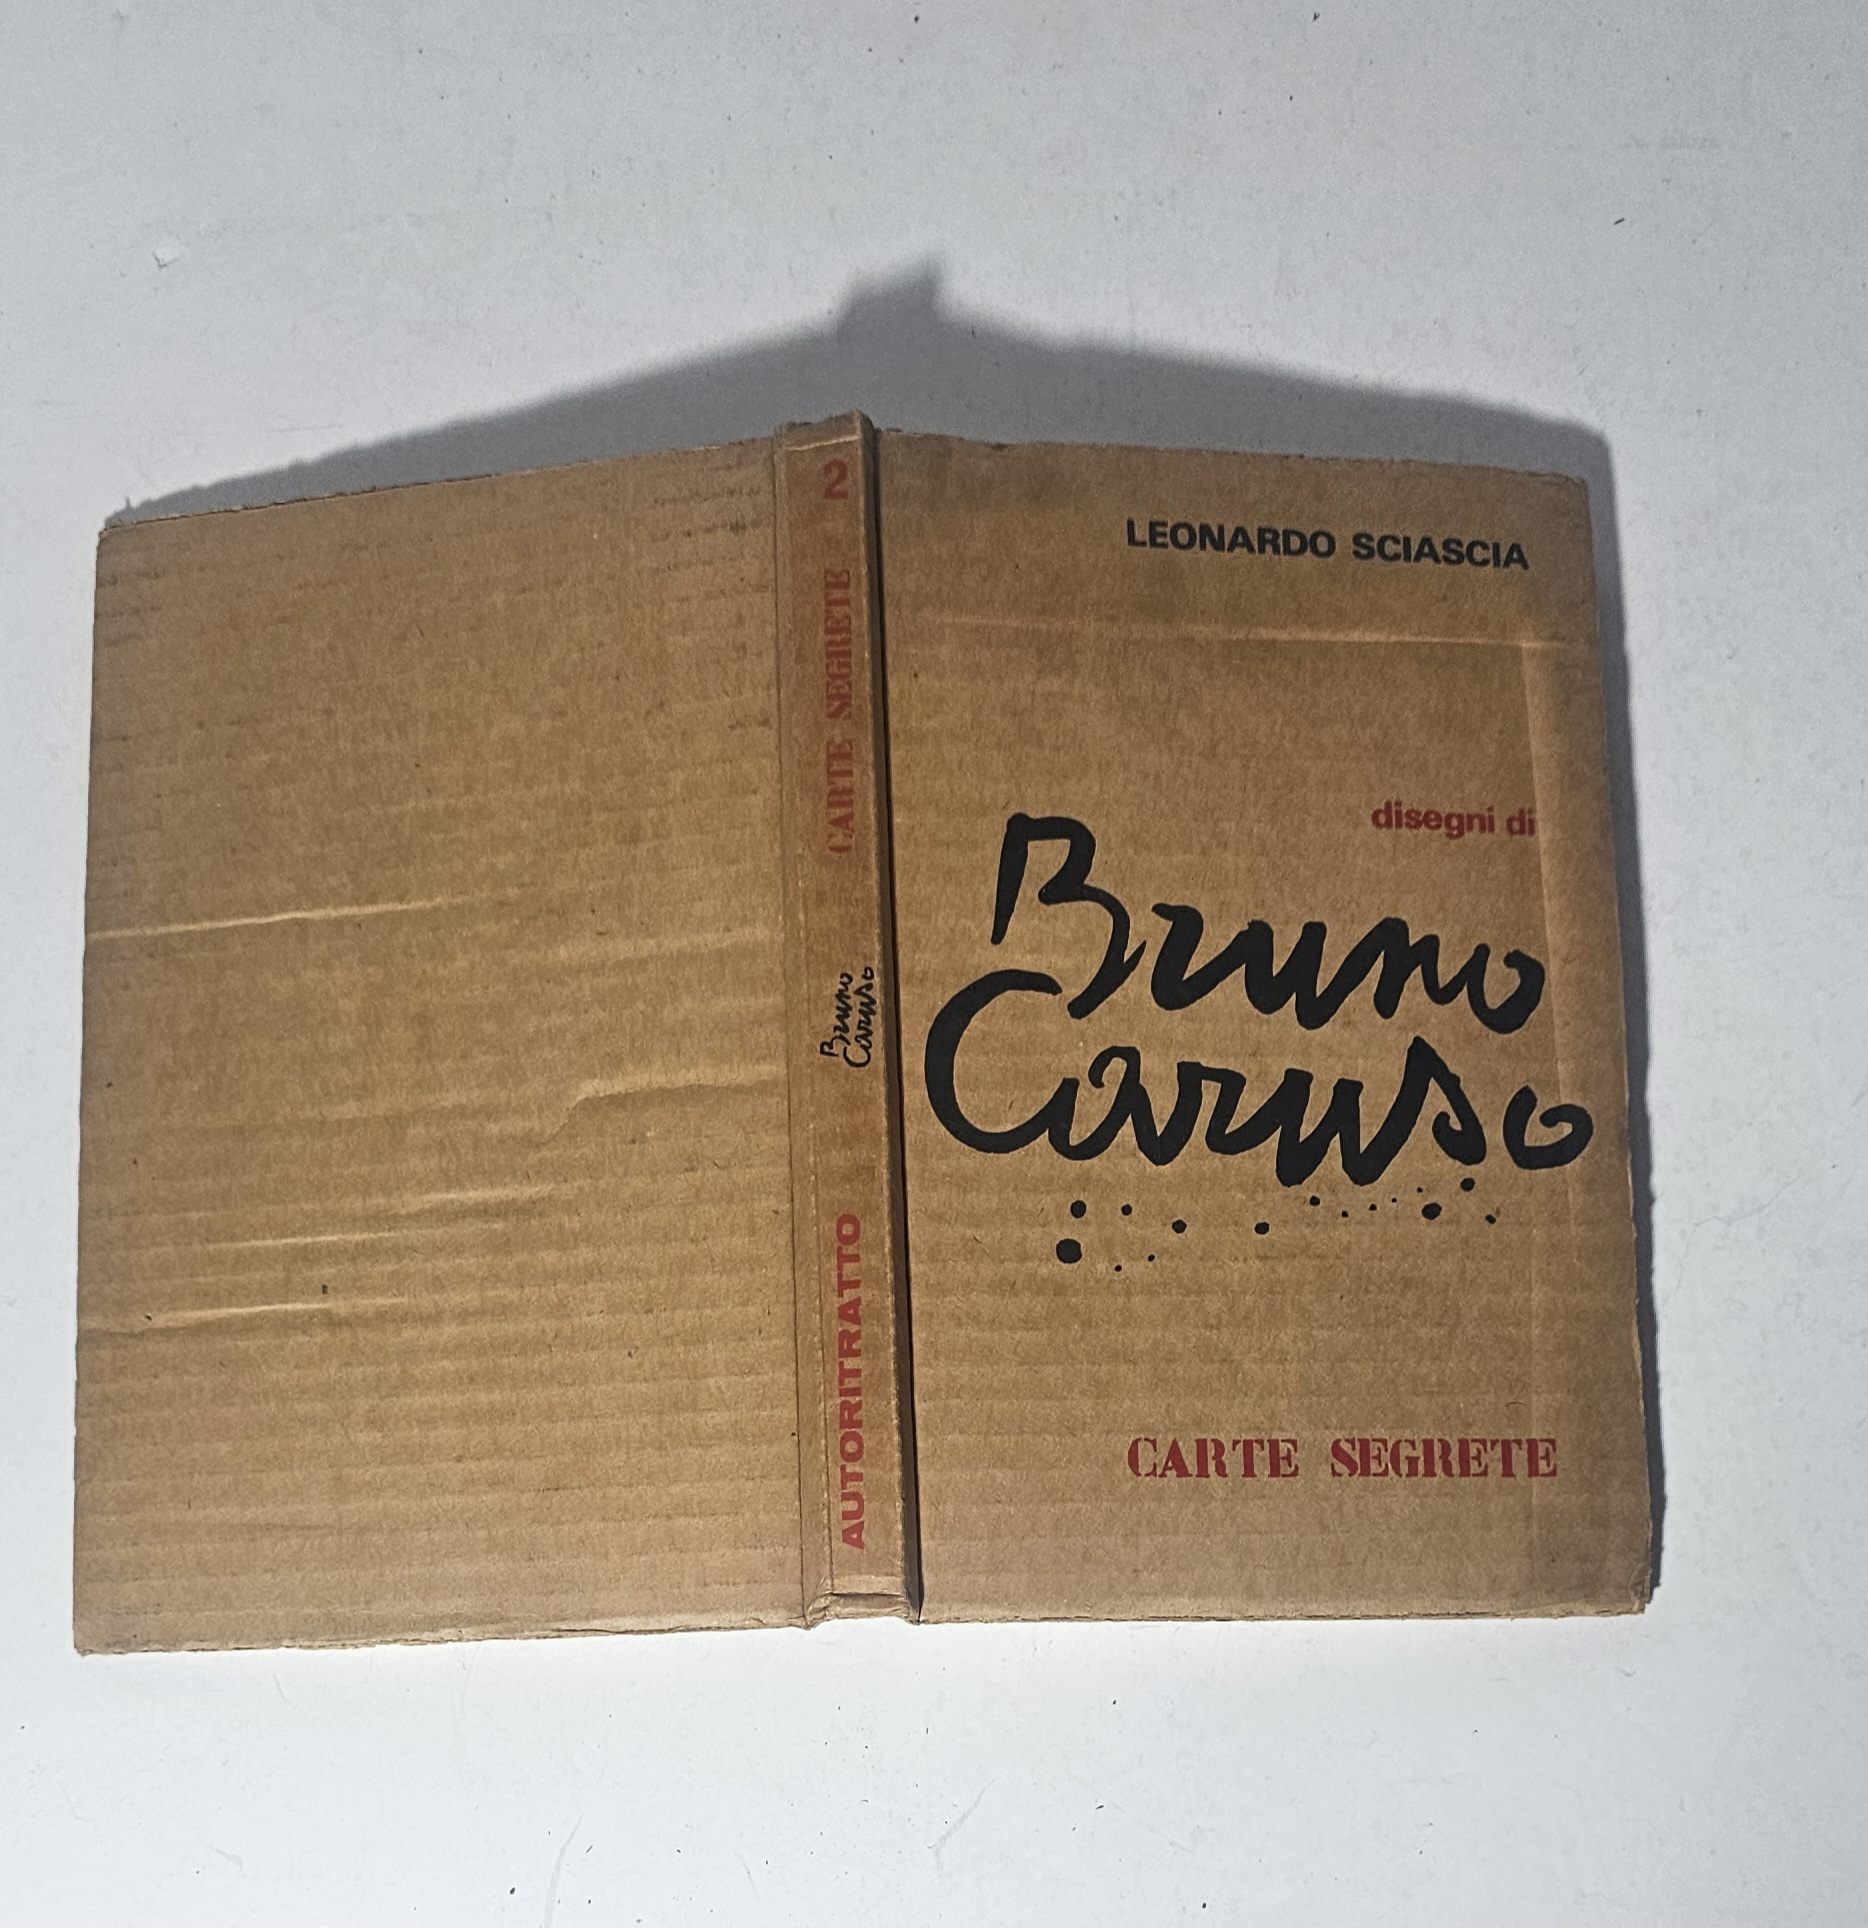 LEONARDO SCIASCIA
disegni di
Bruno
Caruso
CARTE SEGRETE
AUTORITRATTO
Bruno
Caruso
CARTE SEGRETE
2